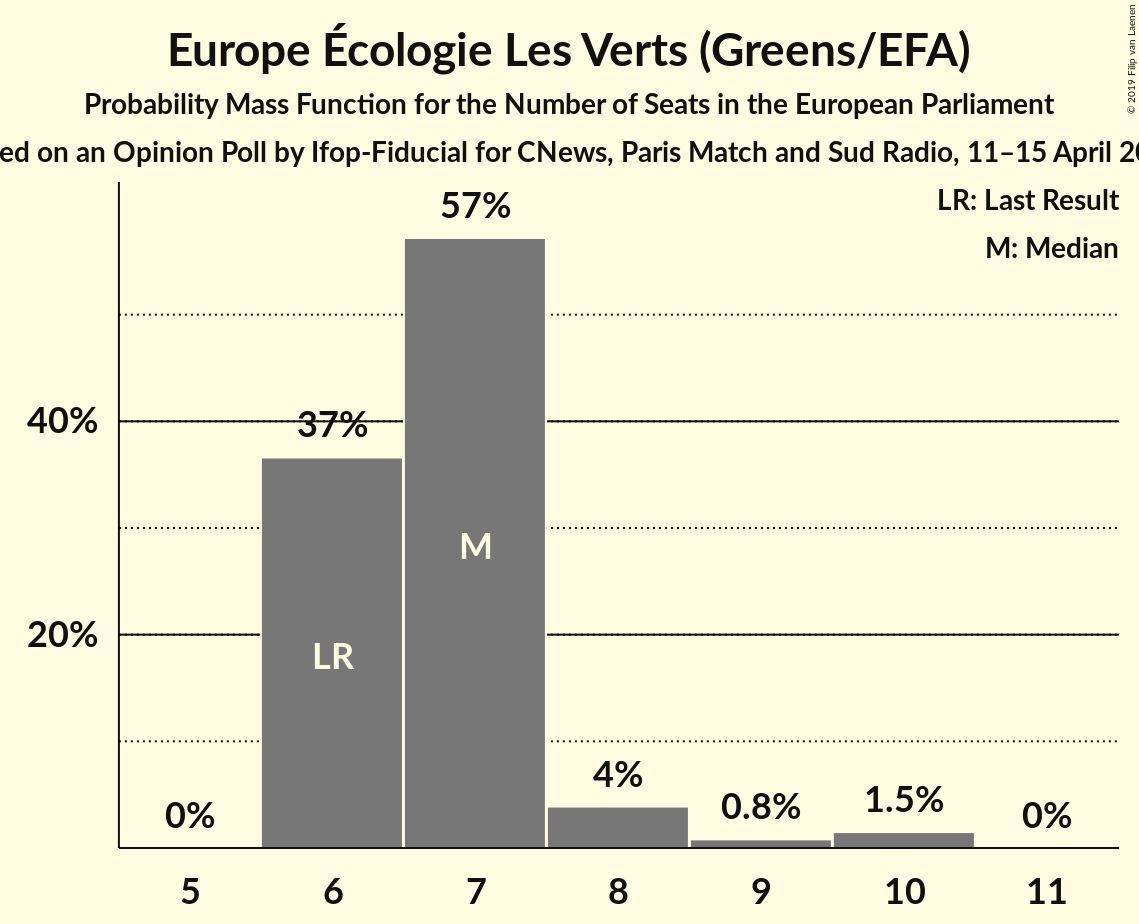 Europe Écologie Les Verts (Greens/EFA)
Probability Mass Function for the Number of Seats in the European Parliament
on an Opinion Poll by Ifop-Fiducial for CNews, Paris Match and Sud Radio, 11–15 April
© 2019 Filip van Laenen
LR: Last Result
M: Median
57%
40%
37%
M
20%
LR
0%
4%
0.8%
1.5%
0%
5 6 7 8 9 10 11